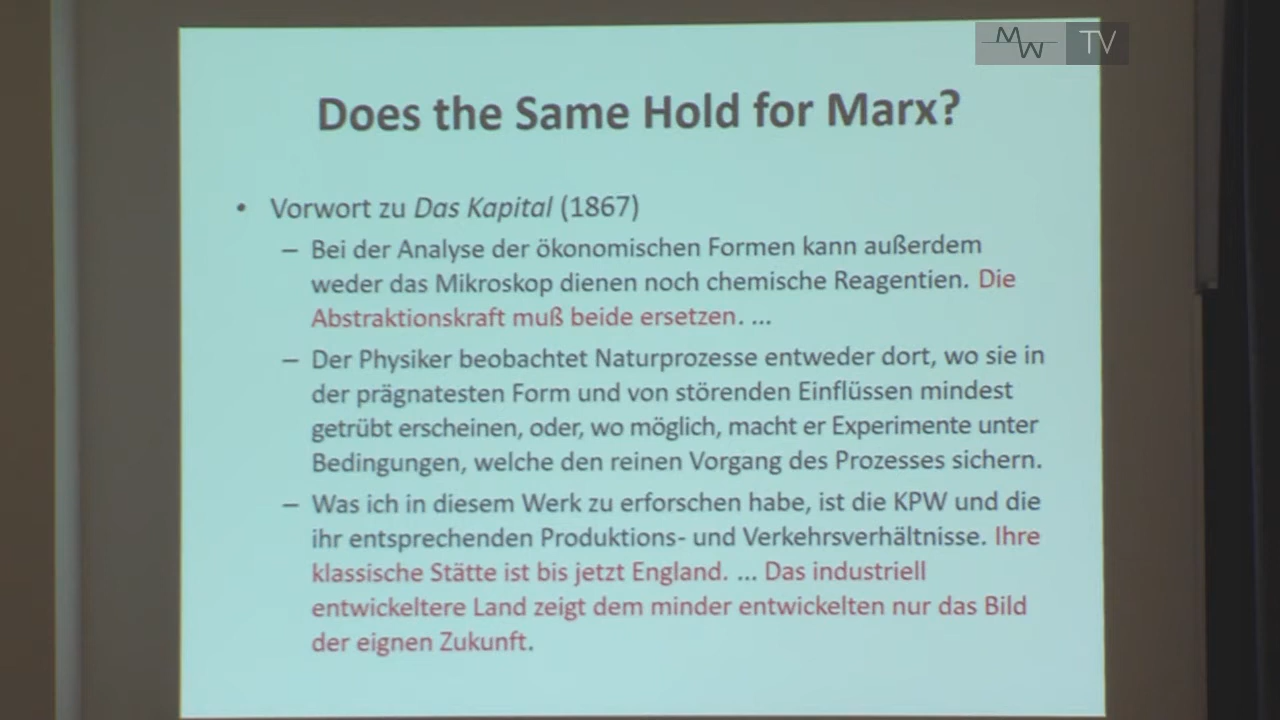 MW TV
Does the Same Hold for Marx?
• Vorwort zu Das Kapital (1867)
– Bei der Analyse der ökonomischen Formen kann außerdem
weder das Mikroskop dienen noch chemische Reagentien. Die
Abstraktionskraft muß beide ersetzen. ...
– Der Physiker beobachtet Naturprozesse entweder dort, wo sie in
der prägnatesten Form und von störenden Einflüssen mindest
getrübt erscheinen, oder, wo möglich, macht er Experimente unter
Bedingungen, welche den reinen Vorgang des Prozesses sichern.
– Was ich in diesem Werk zu erforschen habe, ist die KPW und die
ihr entsprechenden Produktions- und Verkehrsverhältnisse. Ihre
klassische Stätte ist bis jetzt England. ... Das industriell
entwickeltere Land zeigt dem minder entwickelten nur das Bild
der eignen Zukunft.